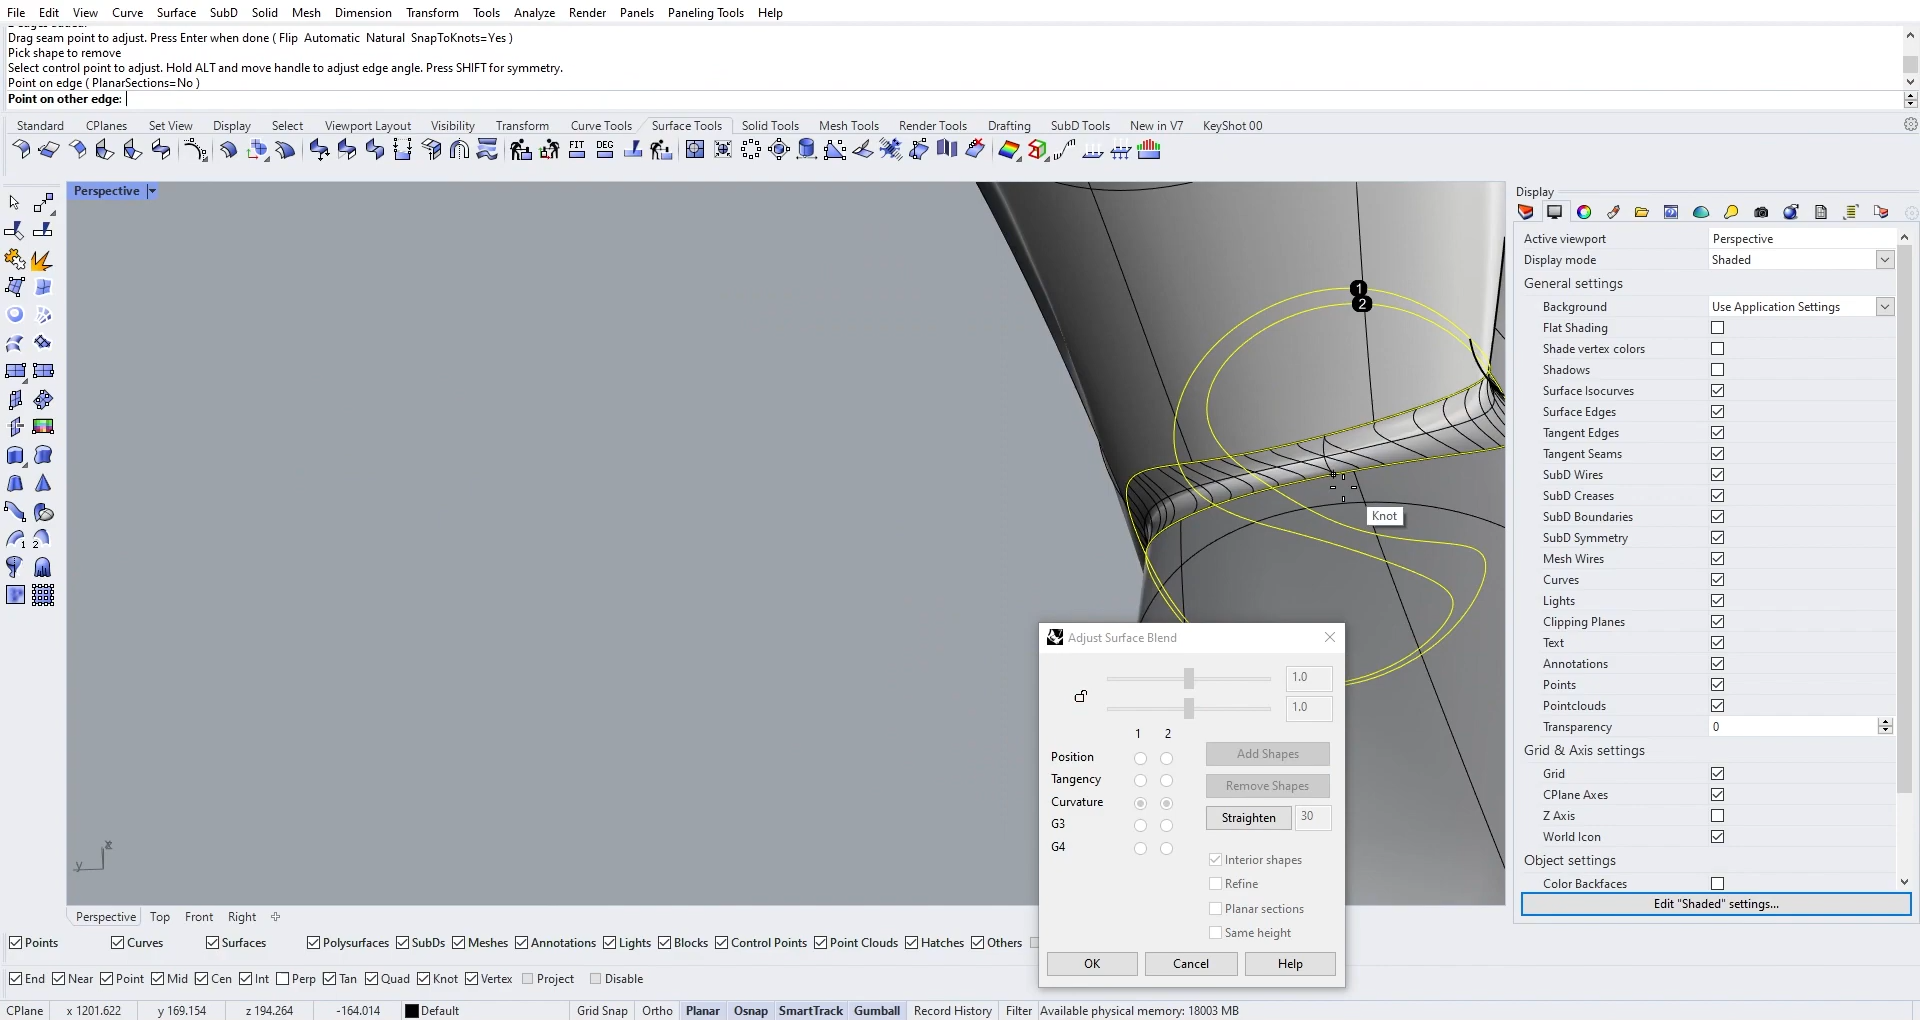 File Edit View Curve Surface SubD Solid Mesh Dimension Transform Tools Analyze Render Panels Paneling Tools Help
Drag seam point to adjust. Press Enter when done ( Flip Automatic Natural SnapToKnots=Yes )
Pick shape to remove
Select control point to adjust. Hold ALT and move handle to adjust edge angle. Press SHIFT for symmetry.
Point on edge ( PlanarSections=No )
Point on other edge:
Standard CPlanes Set View Display Select Viewport Layout Visibility Transform Curve Tools Surface Tools Solid Tools Mesh Tools Render Tools Drafting SubD Tools New in V7 KeyShot 00
FIT DEG
Perspective
Display
Active viewport Perspective
Display mode Shaded
General settings
Background Use Application Settings
Flat Shading
Shade vertex colors
Shadows
Surface Isocurves
Surface Edges
Tangent Edges
Tangent Seams
SubD Wires
SubD Creases
SubD Boundaries
SubD Symmetry
Mesh Wires
Curves
Lights
Clipping Planes
Text
Annotations
Points
Pointclouds
Transparency 0
Grid & Axis settings
Grid
CPlane Axes
Z Axis
World Icon
Object settings
Color Backfaces
Edit "Shaded" settings...
1
2
Knot
Adjust Surface Blend
1.0
1.0
1 2
Position
Tangency
Curvature
G3
G4
Add Shapes
Remove Shapes
Straighten 30
Interior shapes
Refine
Planar sections
Same height
OK Cancel Help
1 2
y
Perspective Top Front Right
Points Curves Surfaces Polysurfaces SubDs Meshes Annotations Lights Blocks Control Points Point Clouds Hatches Others
End Near Point Mid Cen Int Perp Tan Quad Knot Vertex Project Disable
CPlane x 1201.622 y 169.154 z 194.264 -164.014 Default Grid Snap Ortho Planar Osnap SmartTrack Gumball Record History Filter Available physical memory: 18003 MB